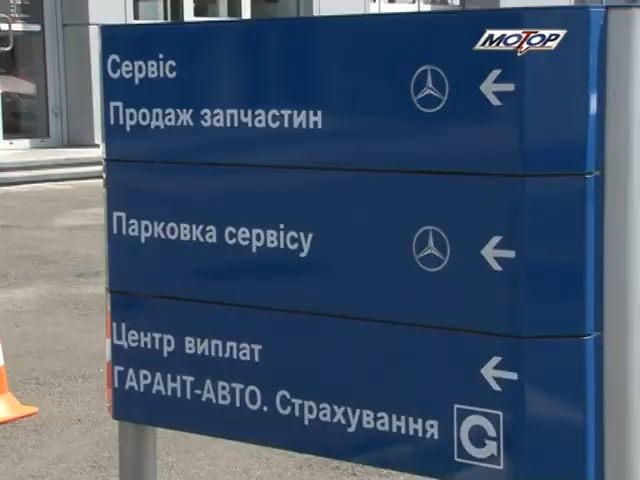 МОТОР
Сервіс
Продаж запчастин
Парковка сервісу
Центр виплат
ГАРАНТ-АВТО. Страхування
G